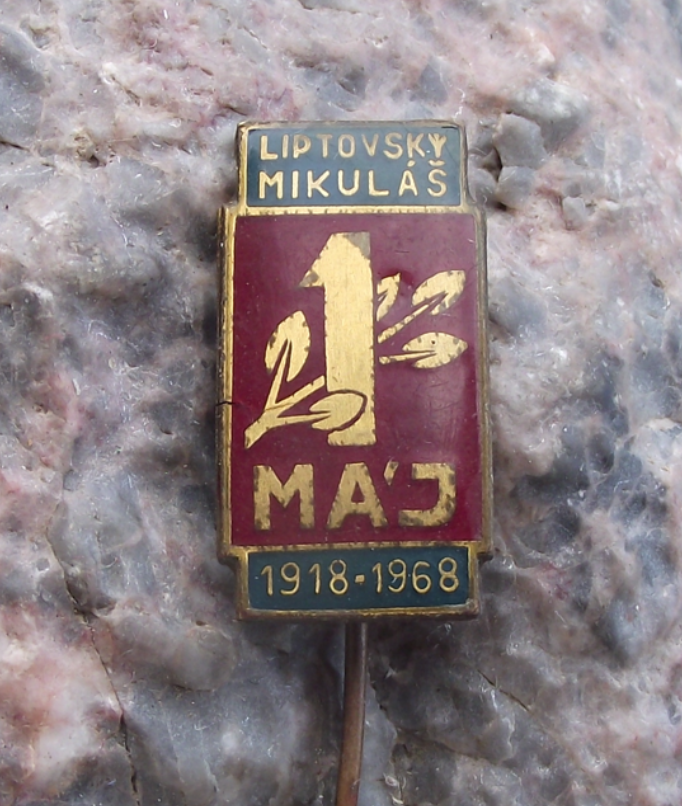 LIPTOVSKÝ
MIKULÁŠ
1
MÁJ
1918-1968